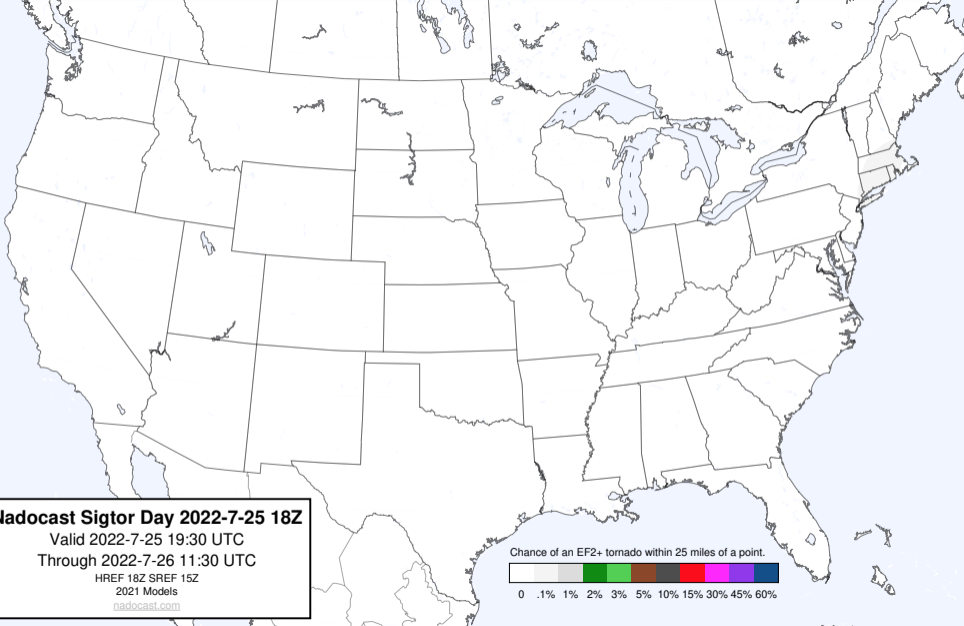 Nadocast Sigtor Day 2022-7-25 18Z
Valid 2022-7-25 19:30 UTC
Through 2022-7-26 11:30 UTC
HREF 18Z SREF 15Z
2021 Models
nadocast.com
Chance of an EF2+ tornado within 25 miles of a point.
0 .1% 1% 2% 3% 5% 10% 15% 30% 45% 60%